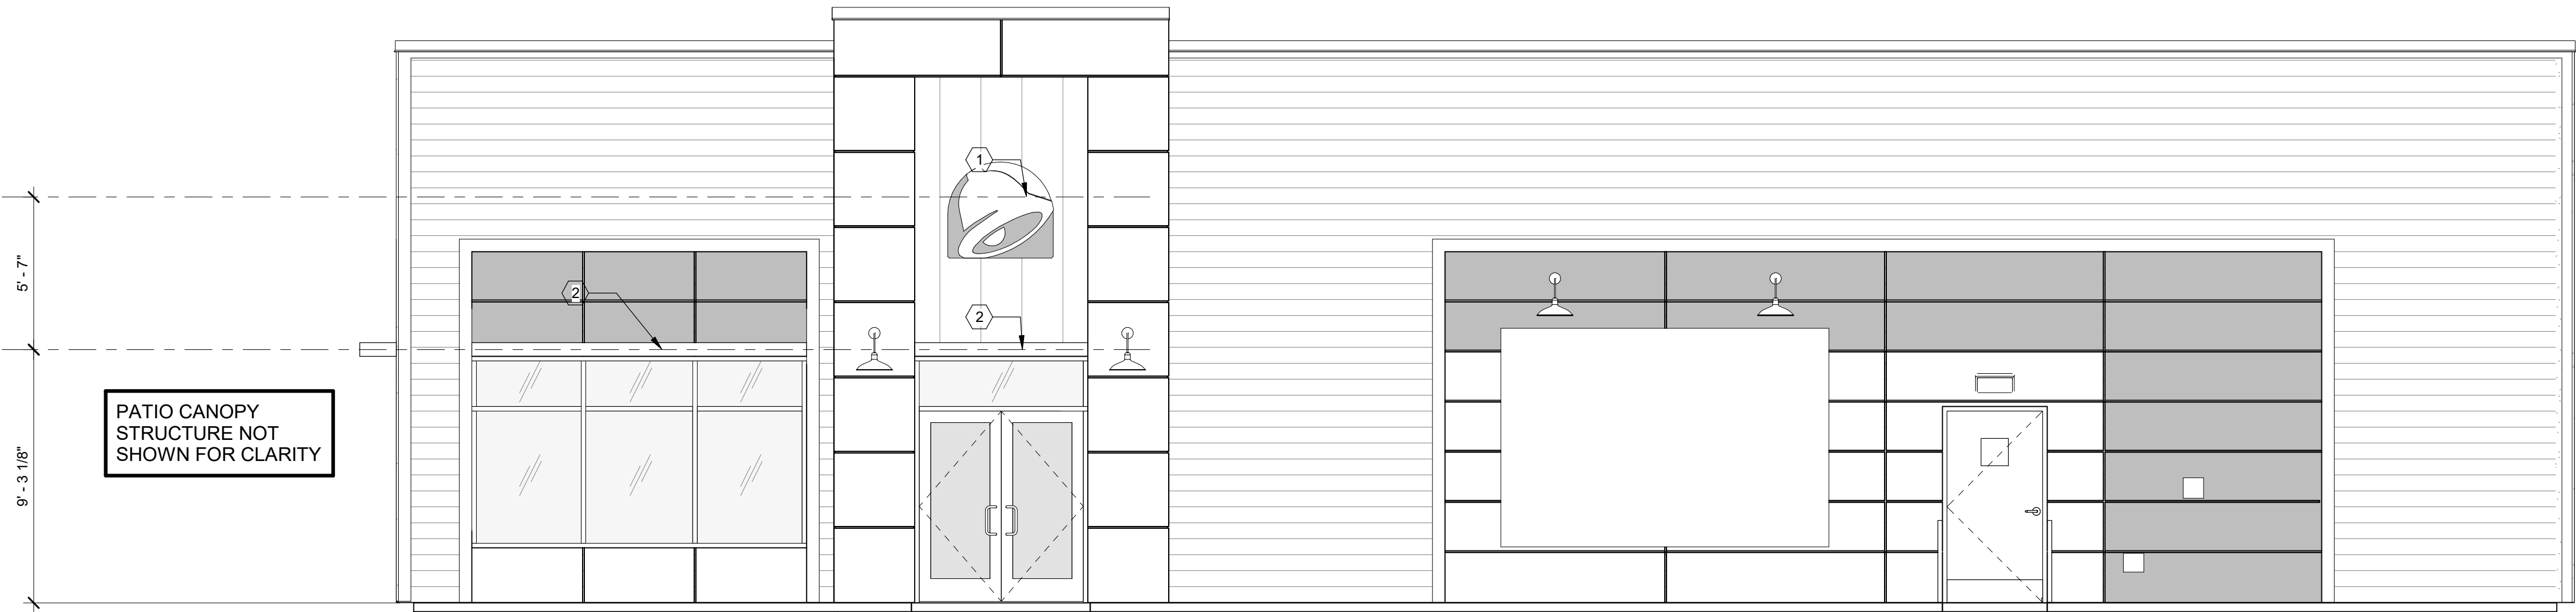 1
5' - 7"
2
2
PATIO CANOPY
STRUCTURE NOT
SHOWN FOR CLARITY
9' - 3 1/8"